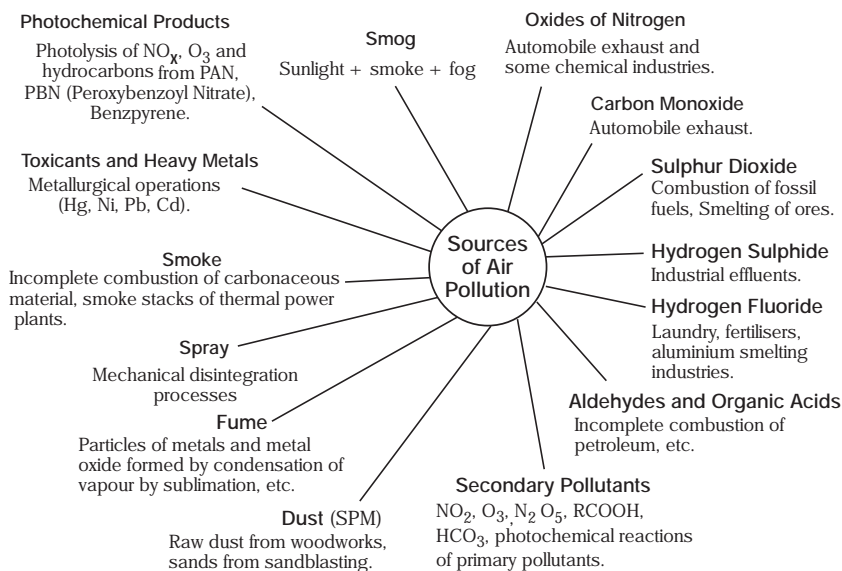 Photochemical Products
Photolysis of NOₓ, O₃ and
hydrocarbons from PAN,
PBN (Peroxybenzoyl Nitrate),
Benzpyrene.
Smog
Sunlight + smoke + fog
Oxides of Nitrogen
Automobile exhaust and
some chemical industries.
Carbon Monoxide
Automobile exhaust.
Toxicants and Heavy Metals
Metallurgical operations
(Hg, Ni, Pb, Cd).
Sulphur Dioxide
Combustion of fossil
fuels, Smelting of ores.
Sources
of Air
Pollution
Smoke
Incomplete combustion of carbonaceous
material, smoke stacks of thermal power
plants.
Hydrogen Sulphide
Industrial effluents.
Hydrogen Fluoride
Laundry, fertilisers,
aluminium smelting
industries.
Spray
Mechanical disintegration
processes
Aldehydes and Organic Acids
Incomplete combustion of
petroleum, etc.
Fume
Particles of metals and metal
oxide formed by condensation of
vapour by sublimation, etc.
Secondary Pollutants
NO₂, O₃, N₂ O₅, RCOOH,
HCO₃, photochemical reactions
of primary pollutants.
Dust (SPM)
Raw dust from woodworks,
sands from sandblasting.